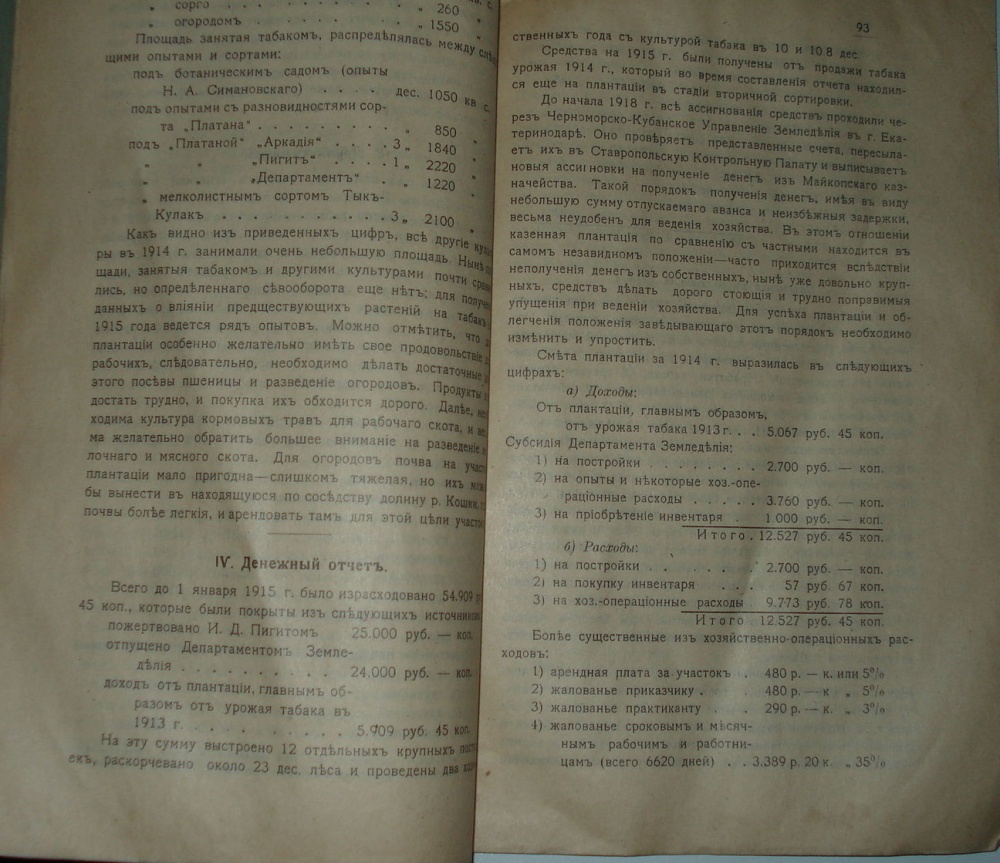 „ сорго . . . . . . . . „ 260 „
„ огородомъ . . . . . . . „ 1550 „
Площадь занятая табакомъ, распредѣлялась между слѣдую-
щими опытами и сортами:
подъ ботаническимъ садомъ (опыты
Н. А. Симановскаго) . . . . дес. 1050 кв с.
подъ опытами съ разновидностями сор-
та „Платана“ . . . . . . . . „ 850
подъ „Платаной“ „Аркадія“ . . . . 3 „ 1840
„ „ „Пигитъ“ . . . . 1 „ 2220
„ „ „Департаментъ“ . „ 1220
„ мелколистнымъ сортомъ Тыкъ-
Кулакъ . . . . . . . . . 3 „ 2100 „
Какъ видно изъ приведенныхъ цифръ, всѣ другіе
ры въ 1914 г. занимали очень небольшую площадь
щади, занятыя табакомъ и другими культурами почти
лись, но опредѣленнаго сѣвооборота еще нѣтъ; для
данныхъ о вліяніи предшествующихъ растеній на табакъ
1915 года ведется рядъ опытовъ. Можно отмѣтить, что
плантаціи особенно желательно имѣть свое продовольствіе
рабочихъ, слѣдовательно, необходимо дѣлать достаточные
этого посѣвы пшеницы и разведеніе огородовъ. Продукты
достать трудно, и покупка ихъ обходится дорого. Далѣе,
ходима культура кормовыхъ травъ для рабочаго скота, и
ма желательно обратить большее вниманіе на разведеніе
лочнаго и мясного скота. Для огородовъ почва на
плантаціи мало пригодна—слишкомъ тяжелая, но ихъ
бы вынести въ находящуюся по сосѣдству долину р. Кошки,
почвы болѣе легкія, и арендовать тамъ для этой цѣли участокъ
IV. Денежный отчетъ.
Всего до 1 января 1915 г. было израсходовано 54.909
45 коп., которые были покрыты изъ слѣдующихъ источниковъ
пожертвовано И. Д. Пигитомъ 25.000 руб. — коп.
отпущено Департаментомъ Земле-
дѣлія . . . . . . . . 24.000 руб. — коп.
доходъ отъ плантаціи, главнымъ об-
разомъ отъ урожая табака въ
1913 г. . . . . . . . . 5.909 руб. 45 коп.
На эту сумму выстроено 12 отдѣльныхъ крупныхъ
екъ, раскорчевано около 23 дес. лѣса и проведены два
93
ственныхъ года съ культурой табака въ 10 и 10.8 дес
Средства на 1915 г. были получены отъ продажи табака
урожая 1914 г., который во время составленія отчета находил-
ся еще на плантаціи въ стадіи вторичной сортировки.
До начала 1918 г. всѣ ассигнованія средствъ проходили че-
резъ Черноморско-Кубанское Управленіе Земледѣлія въ г. Ека-
теринодарѣ. Оно провѣряетъ представленные счета, пересыла-
етъ ихъ въ Ставропольскую Контрольную Палату и выписываетъ
новыя ассигновки на полученіе денегъ изъ Майкопскаго каз-
начейства. Такой порядокъ полученія денегъ, имѣя въ виду
небольшую сумму отпускаемаго аванса и неизбѣжныя задержки,
весьма неудобенъ для веденія хозяйства. Въ этомъ отношеніи
казенная плантація по сравненію съ частными находится въ
самомъ незавидномъ положеніи—часто приходится вслѣдствіи
неполученія денегъ изъ собственныхъ, нынѣ уже довольно круп-
ныхъ, средствъ дѣлать дорого стоющія и трудно поправимыя
упущенія при веденіи хозяйства. Для успѣха плантаціи и об-
легченія положенія завѣдывающаго этотъ порядокъ необходимо
измѣнить и упростить.
Смѣта плантаціи за 1914 г. выразилась въ слѣдующихъ
цифрахъ:
а) Доходы:
Отъ плантаціи, главнымъ образомъ,
отъ урожая табака 1913 г. . . 5.067 руб. 45 коп.
Субсидія Департамента Земледѣлія:
1) на постройки . . . . . . . . 2.700 руб. — коп.
2) на опыты и нѣкоторые хоз.-опе-
раціонные расходы . . . . . 3.760 руб. — коп.
3) на пріобрѣтеніе инвентаря . 1.000 руб. — коп.
Итого . 12.527 руб. 45 коп.
б) Расходы:
1) на постройки . . . . . . . 2.700 руб. — коп.
2) на покупку инвентаря . . . 57 руб. 67 коп.
3) на хоз.-операціонные расходы . 9.773 руб. 78 коп.
Итого 12.527 руб. 45 коп.
Болѣе существенные изъ хозяйственно-операціонныхъ рас-
ходовъ:
1) арендная плата за участокъ . 480 р. — к. или 5%
2) жалованье приказчику . . 480 р. — к „ 5%
3) жалованье практиканту . . 290 р. — к. „ 3%
4) жалованье сроковымъ и мѣсяч-
нымъ рабочимъ и работни-
цамъ (всего 6620 дней) . . 3.389 р. 20 к. „ 35%